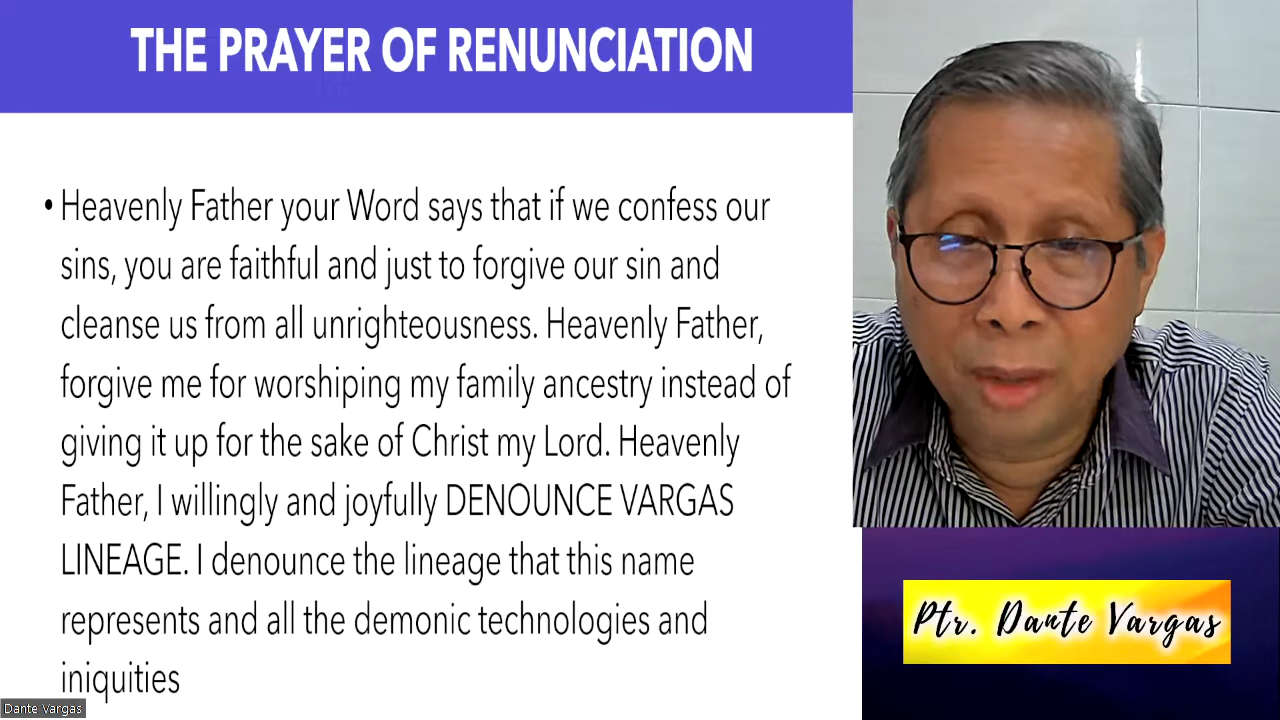 THE PRAYER OF RENUNCIATION
• Heavenly Father your Word says that if we confess our
sins, you are faithful and just to forgive our sin and
cleanse us from all unrighteousness. Heavenly Father,
forgive me for worshiping my family ancestry instead of
giving it up for the sake of Christ my Lord. Heavenly
Father, I willingly and joyfully DENOUNCE VARGAS
LINEAGE. I denounce the lineage that this name
represents and all the demonic technologies and
iniquities
Dante Vargas
Ptr. Dante Vargas